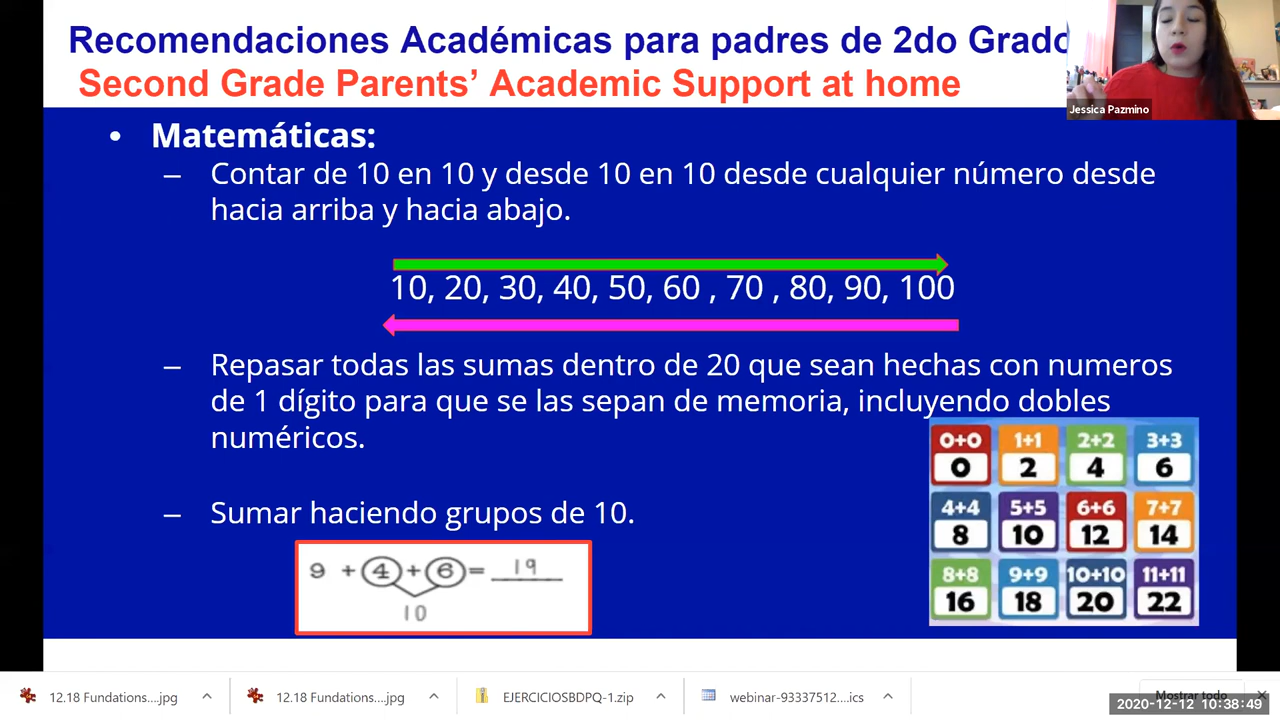 Recomendaciones Académicas para padres de 2do Grado
Second Grade Parents' Academic Support at home
Jessica Pazmino
• Matemáticas:
– Contar de 10 en 10 y desde 10 en 10 desde cualquier número desde
hacia arriba y hacia abajo.
10, 20, 30, 40, 50, 60 , 70 , 80, 90, 100
– Repasar todas las sumas dentro de 20 que sean hechas con numeros
de 1 dígito para que se las sepan de memoria, incluyendo dobles
numéricos.
– Sumar haciendo grupos de 10.
9 + 4 + 6 = 19
10
0+0 1+1 2+2 3+3
0 2 4 6
4+4 5+5 6+6 7+7
8 10 12 14
8+8 9+9 10+10 11+11
16 18 20 22
12.18 Fundations....jpg 12.18 Fundations....jpg EJERCICIOSBDPQ-1.zip webinar-93337512....ics Mostrar todo
2020-12-12 10:38:49